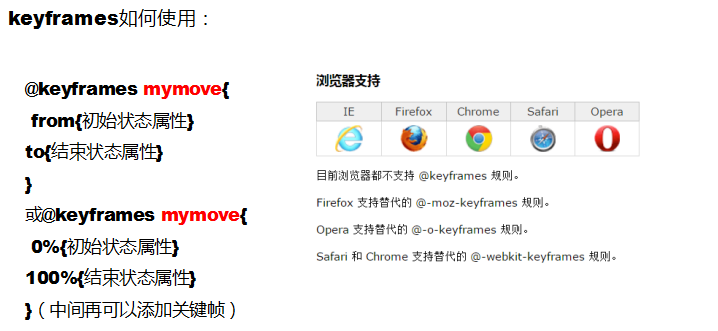 keyframes如何使用：
@keyframes mymove{
from{初始状态属性}
to{结束状态属性}
}
或@keyframes mymove{
0%{初始状态属性}
100%{结束状态属性}
}（中间再可以添加关键帧）
浏览器支持
IE Firefox Chrome Safari Opera
目前浏览器都不支持 @keyframes 规则。
Firefox 支持替代的 @-moz-keyframes 规则。
Opera 支持替代的 @-o-keyframes 规则。
Safari 和 Chrome 支持替代的 @-webkit-keyframes 规则。